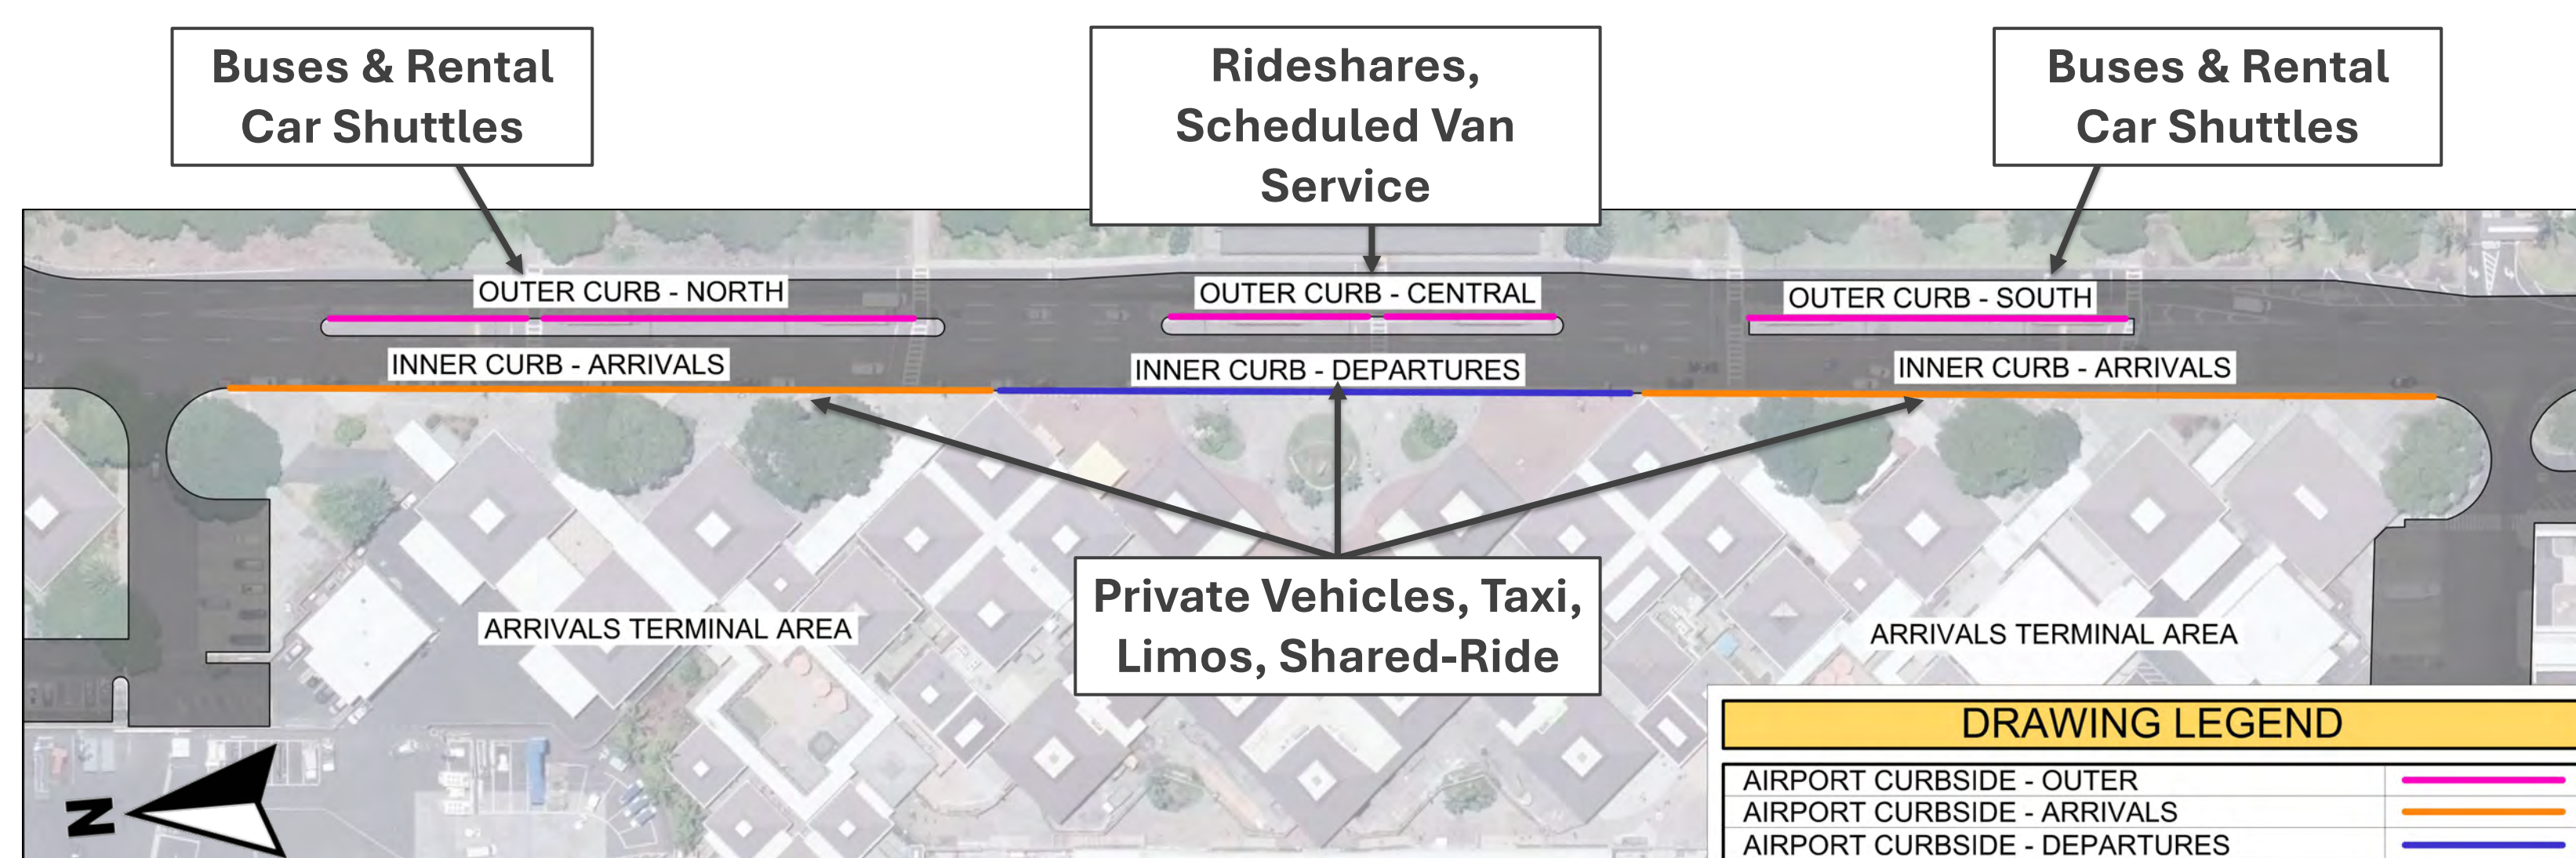 Buses & Rental
Car Shuttles
Rideshares,
Scheduled Van
Service
Buses & Rental
Car Shuttles
OUTER CURB - NORTH
OUTER CURB - CENTRAL
OUTER CURB - SOUTH
INNER CURB - ARRIVALS
INNER CURB - DEPARTURES
INNER CURB - ARRIVALS
Private Vehicles, Taxi,
Limos, Shared-Ride
ARRIVALS TERMINAL AREA
ARRIVALS TERMINAL AREA
DRAWING LEGEND
AIRPORT CURBSIDE - OUTER
AIRPORT CURBSIDE - ARRIVALS
AIRPORT CURBSIDE - DEPARTURES
N